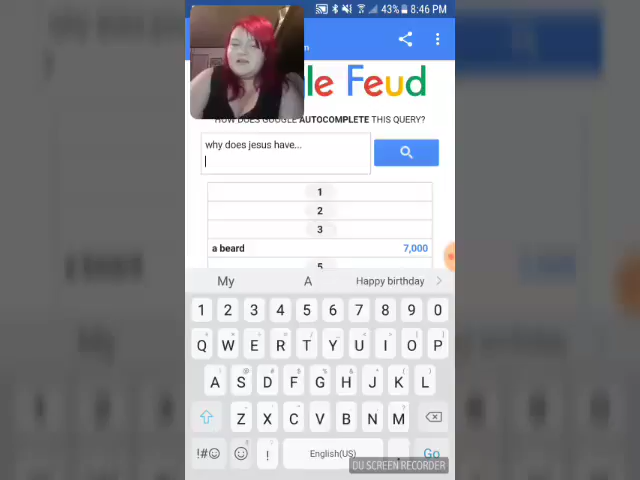 43% 8:46 PM
le Feud
HOW DOES GOOGLE AUTOCOMPLETE THIS QUERY?
why does jesus have...
1
2
3
a beard 7,000
5
My A Happy birthday
1 2 3 4 5 6 7 8 9 0
Q W E R T Y U I O P
A S D F G H J K L
Z X C V B N M
!#☺ ! English(US) . Go
DU SCREEN RECORDER